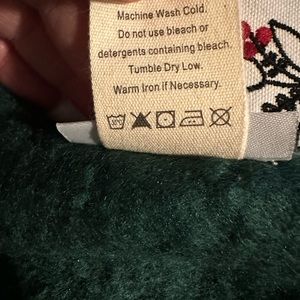 Machine Wash Cold.
Do not use bleach or
detergents containing bleach.
Tumble Dry Low.
Warm Iron if Necessary.